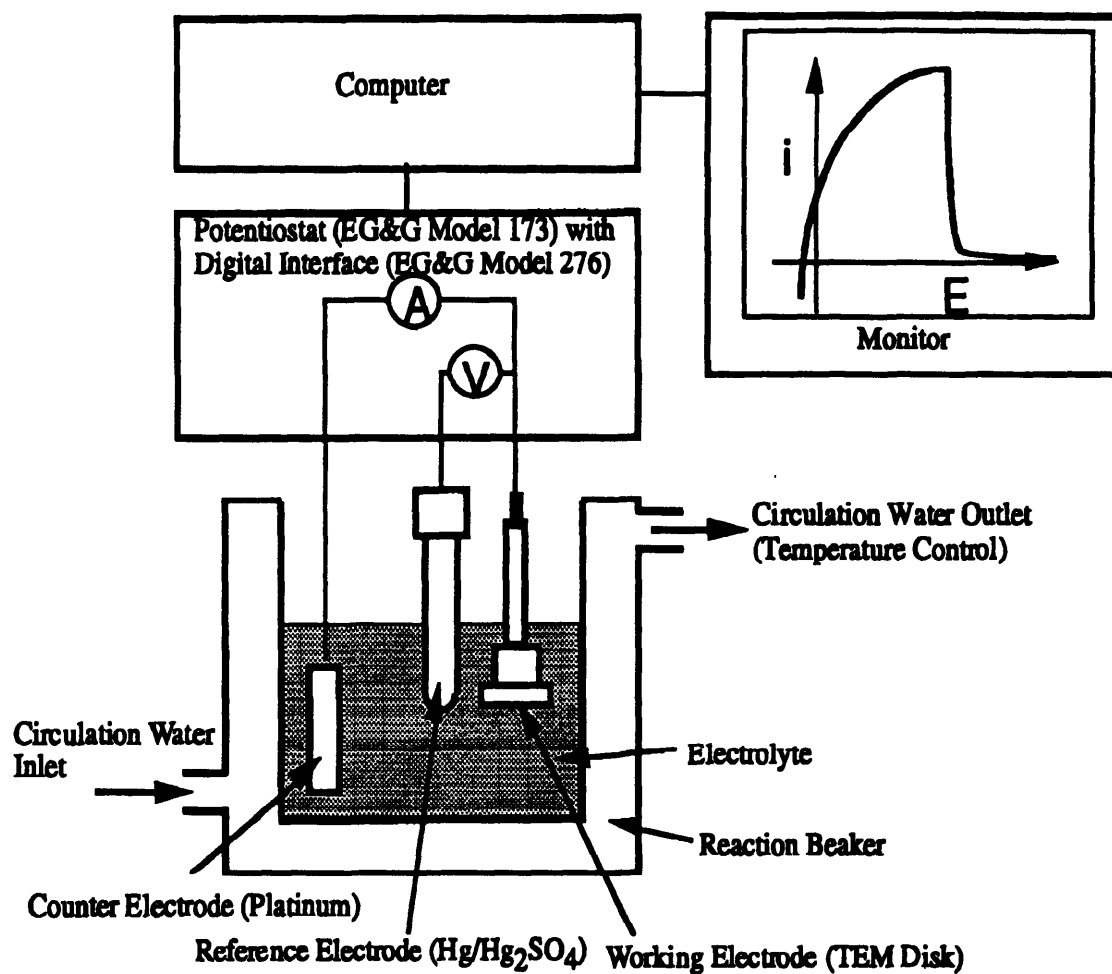 Computer
i
E
Monitor
Potentiostat (EG&G Model 173) with
Digital Interface (EG&G Model 276)
A
V
Circulation Water Outlet
(Temperature Control)
Circulation Water
Inlet
Electrolyte
Reaction Beaker
Counter Electrode (Platinum)
Reference Electrode (Hg/Hg₂SO₄)
Working Electrode (TEM Disk)